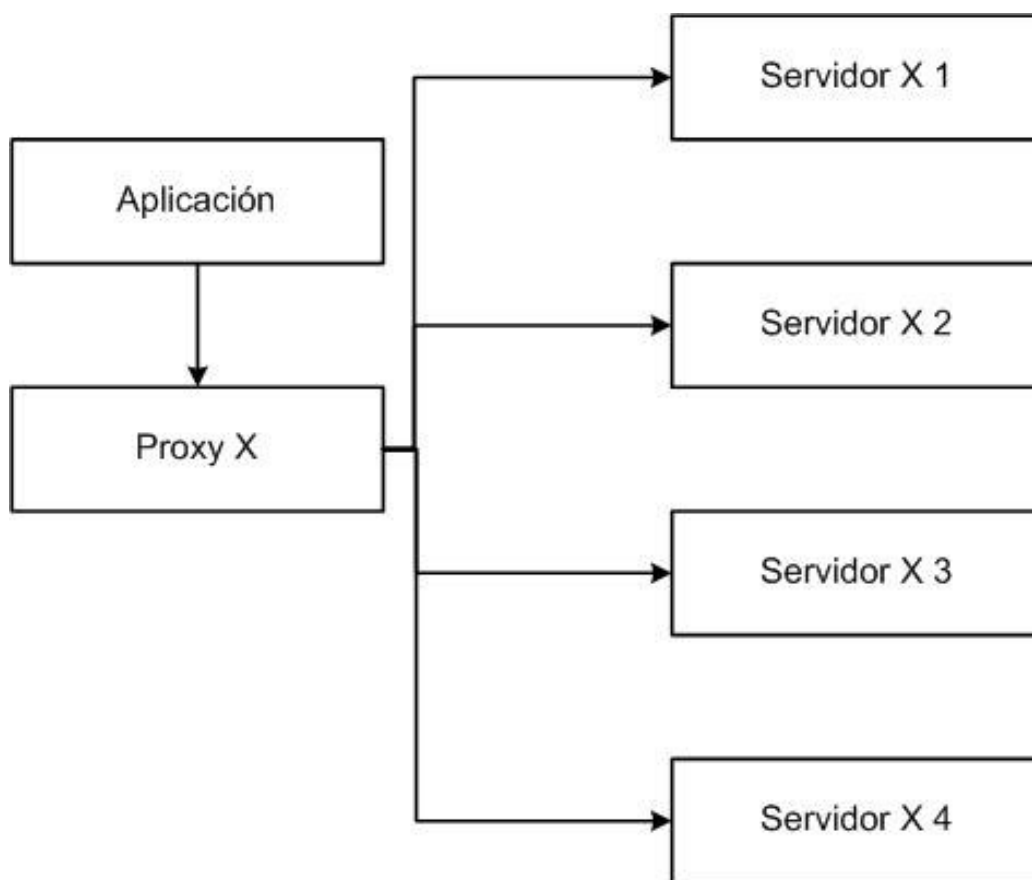 Servidor X 1
Aplicación
Servidor X 2
Proxy X
Servidor X 3
Servidor X 4